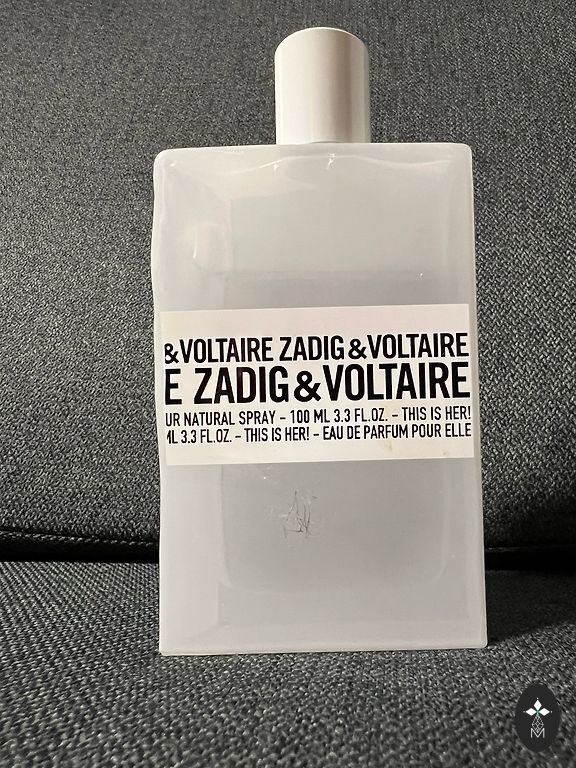 &VOLTAIRE ZADIG &VOLTAIRE
E ZADIG&VOLTAIRE
UR NATURAL SPRAY – 100 ML 3.3 FL.OZ. – THIS IS HER!
ML 3.3 FL.OZ. – THIS IS HER! – EAU DE PARFUM POUR ELLE